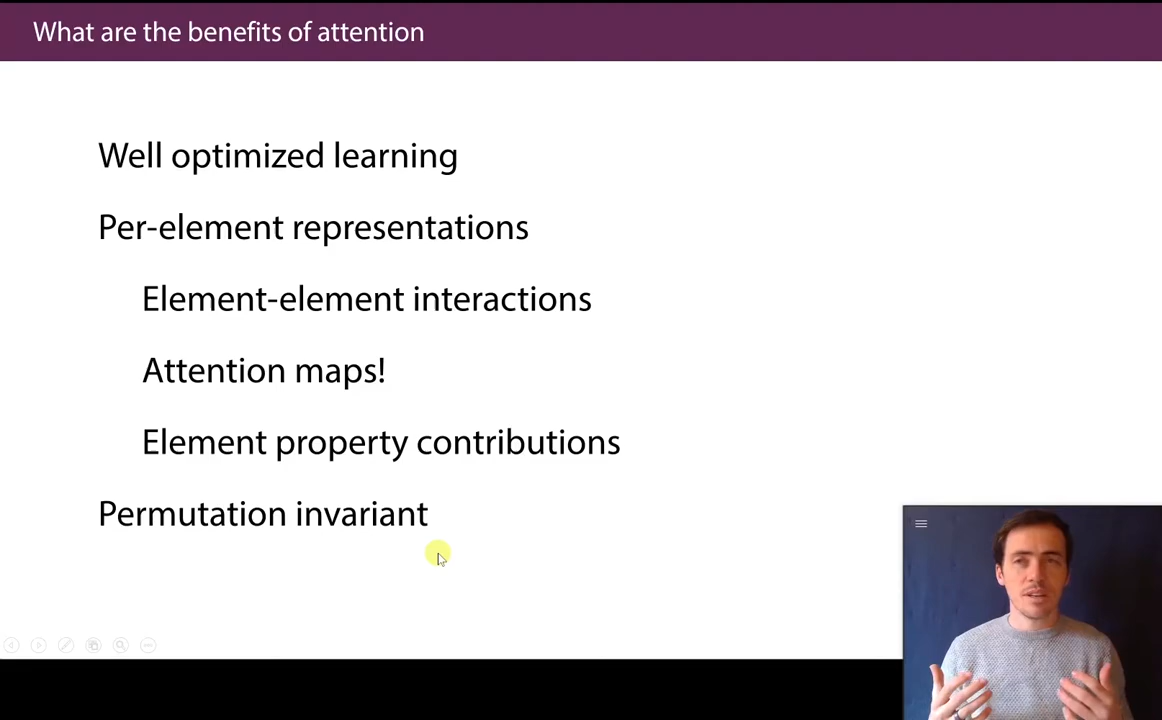 What are the benefits of attention
Well optimized learning
Per-element representations
Element-element interactions
Attention maps!
Element property contributions
Permutation invariant